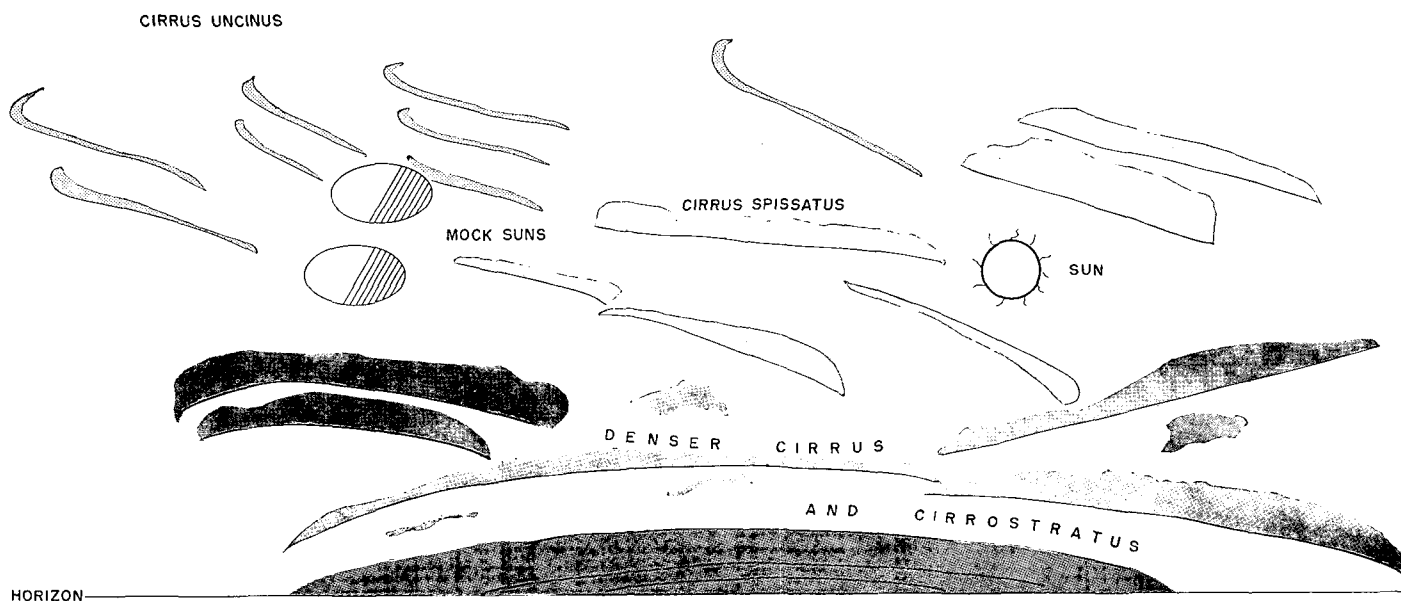 CIRRUS UNCINUS
CIRRUS SPISSATUS
MOCK SUNS
SUN
DENSER CIRRUS
AND CIRROSTRATUS
HORIZON